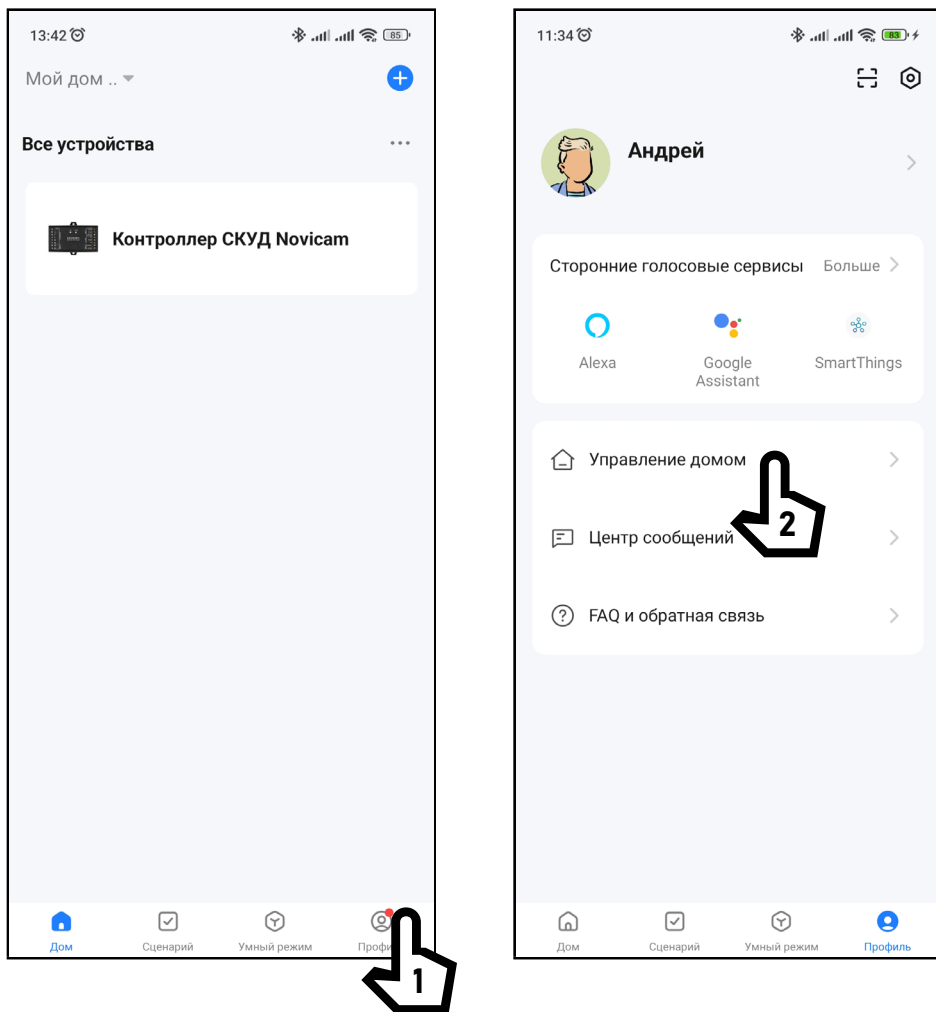 13:42
85
Мой дом ..
Все устройства
Контроллер СКУД Novicam
Дом
Сценарий
Умный режим
Профи
1
11:34
83
Андрей
Сторонние голосовые сервисы
Больше
Alexa
Google
Assistant
SmartThings
Управление домом
2
Центр сообщений
FAQ и обратная связь
Дом
Сценарий
Умный режим
Профиль